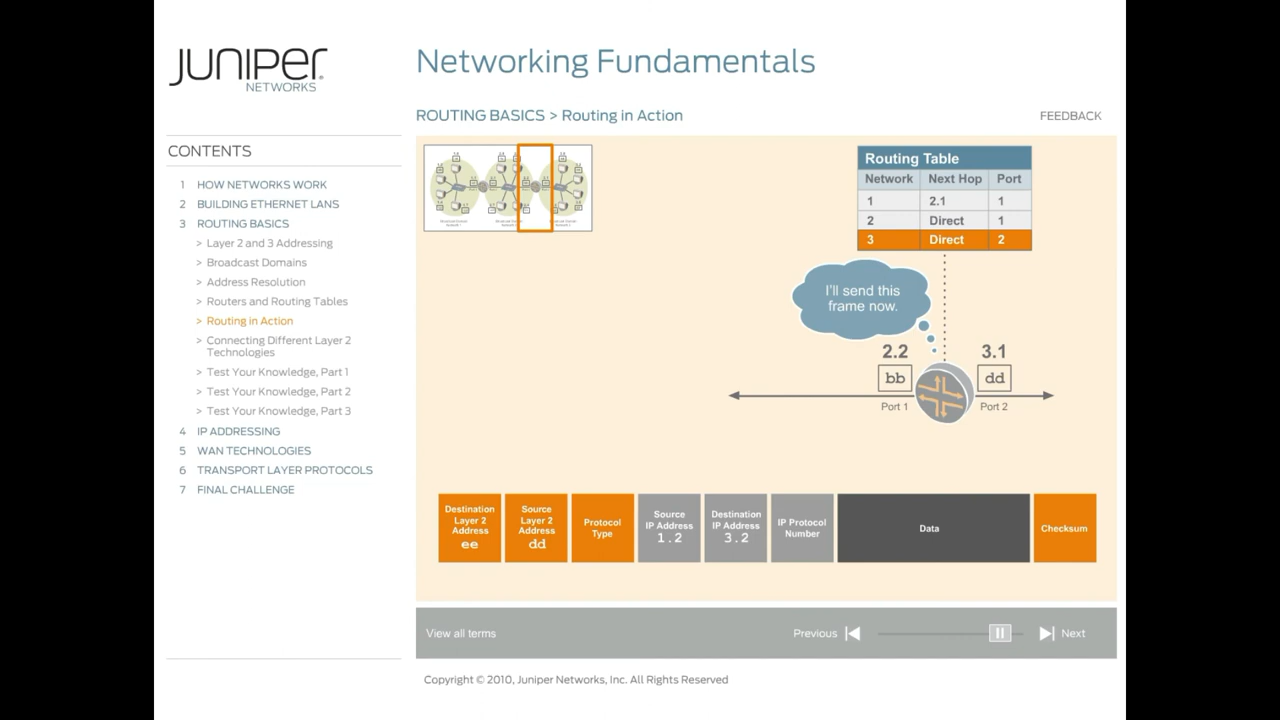 JUNIPER
NETWORKS
Networking Fundamentals
ROUTING BASICS > Routing in Action
FEEDBACK
CONTENTS
1 HOW NETWORKS WORK
2 BUILDING ETHERNET LANS
3 ROUTING BASICS
> Layer 2 and 3 Addressing
> Broadcast Domains
> Address Resolution
> Routers and Routing Tables
> Routing in Action
> Connecting Different Layer 2
Technologies
> Test Your Knowledge, Part 1
> Test Your Knowledge, Part 2
> Test Your Knowledge, Part 3
4 IP ADDRESSING
5 WAN TECHNOLOGIES
6 TRANSPORT LAYER PROTOCOLS
7 FINAL CHALLENGE
Routing Table
Network Next Hop Port
1 2.1 1
2 Direct 1
3 Direct 2
I'll send this
frame now.
2.2 3.1
bb dd
Port 1 Port 2
Destination
Layer 2
Address
ee
Source
Layer 2
Address
dd
Protocol
Type
Source
IP Address
1.2
Destination
IP Address
3.2
IP Protocol
Number
Data
Checksum
View all terms
Previous
Next
Copyright © 2010, Juniper Networks, Inc. All Rights Reserved